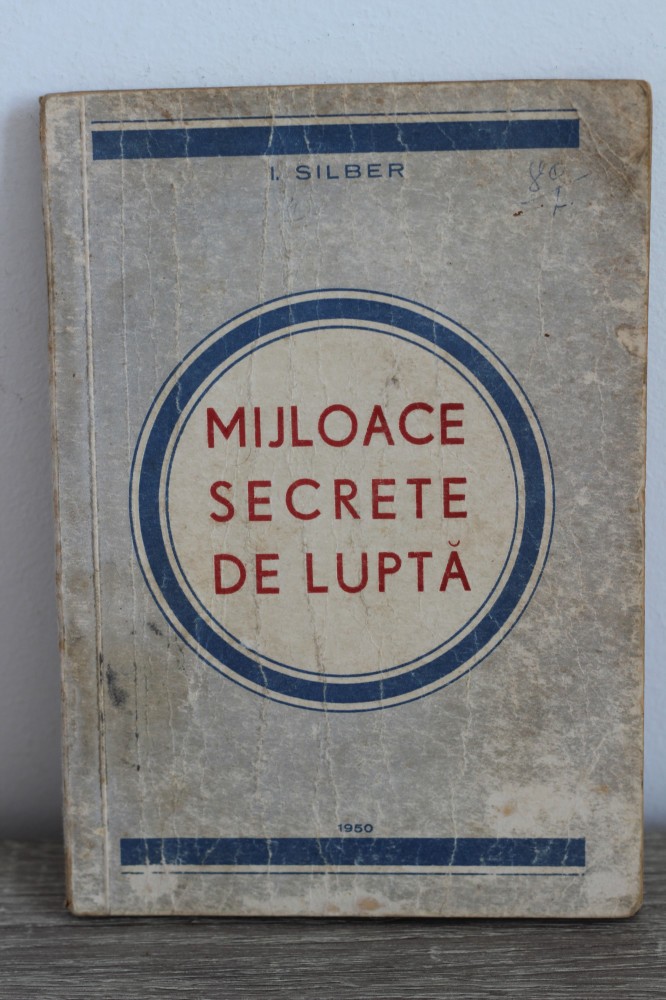 I. SILBER
MIJLOACE
SECRETE
DE LUPTĂ
1950